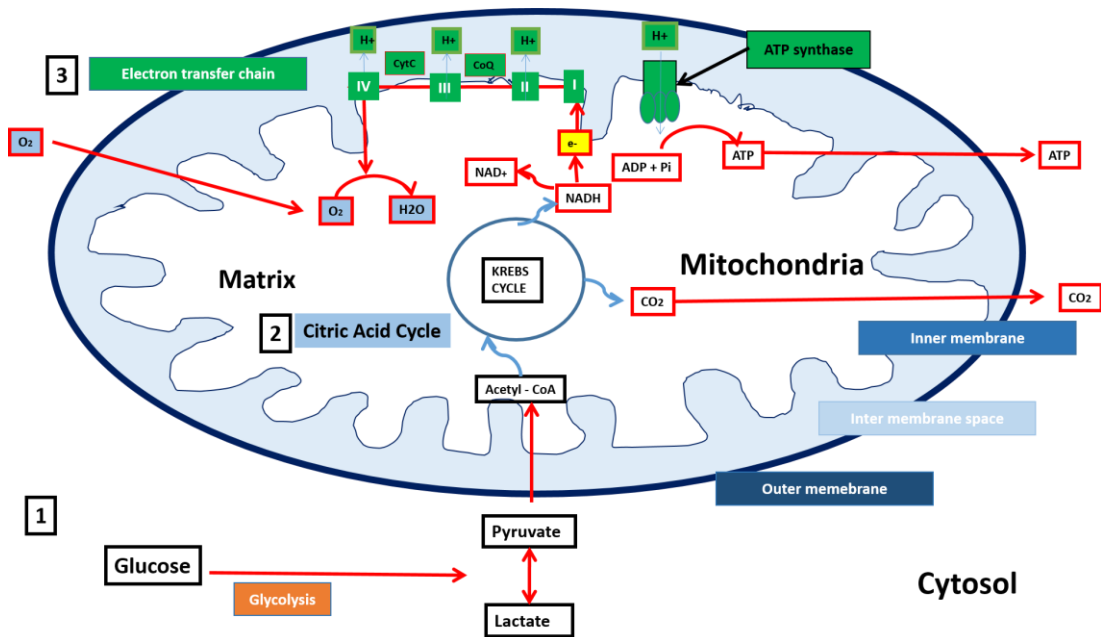 H+
H+
H+
H+
ATP synthase
3
Electron transfer chain
CytC
CoQ
IV
III
II
I
O2
e-
ADP + Pi
ATP
ATP
NAD+
NADH
O2
H2O
KREBS
CYCLE
Matrix
Mitochondria
CO2
CO2
2
Citric Acid Cycle
Inner membrane
Acetyl - CoA
Inter membrane space
Outer memebrane
1
Pyruvate
Glucose
Glycolysis
Cytosol
Lactate